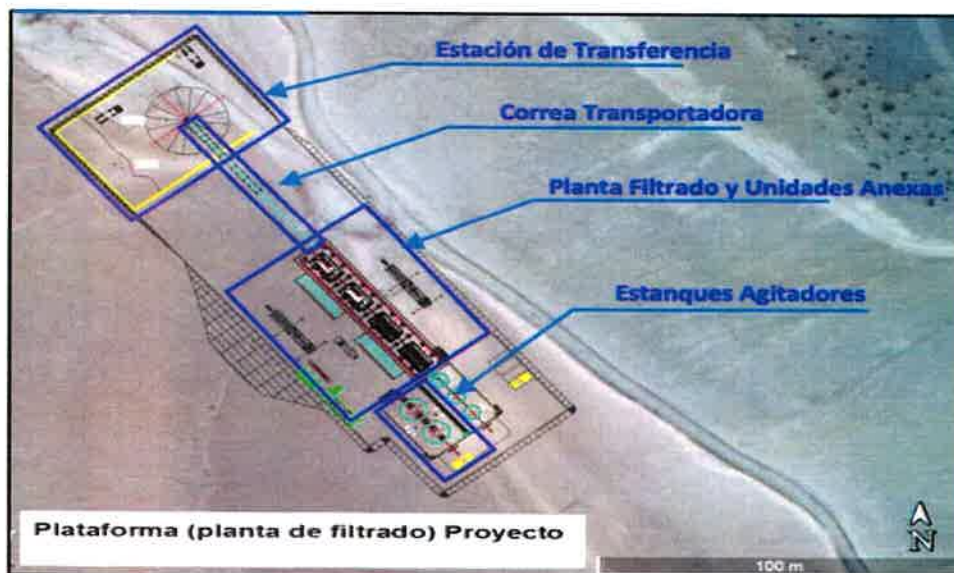 Estación de Transferencia
Correa Transportadora
Planta Filtrado y Unidades Anexas
Estanques Agitadores
Plataforma (planta de filtrado) Proyecto
N
100 m